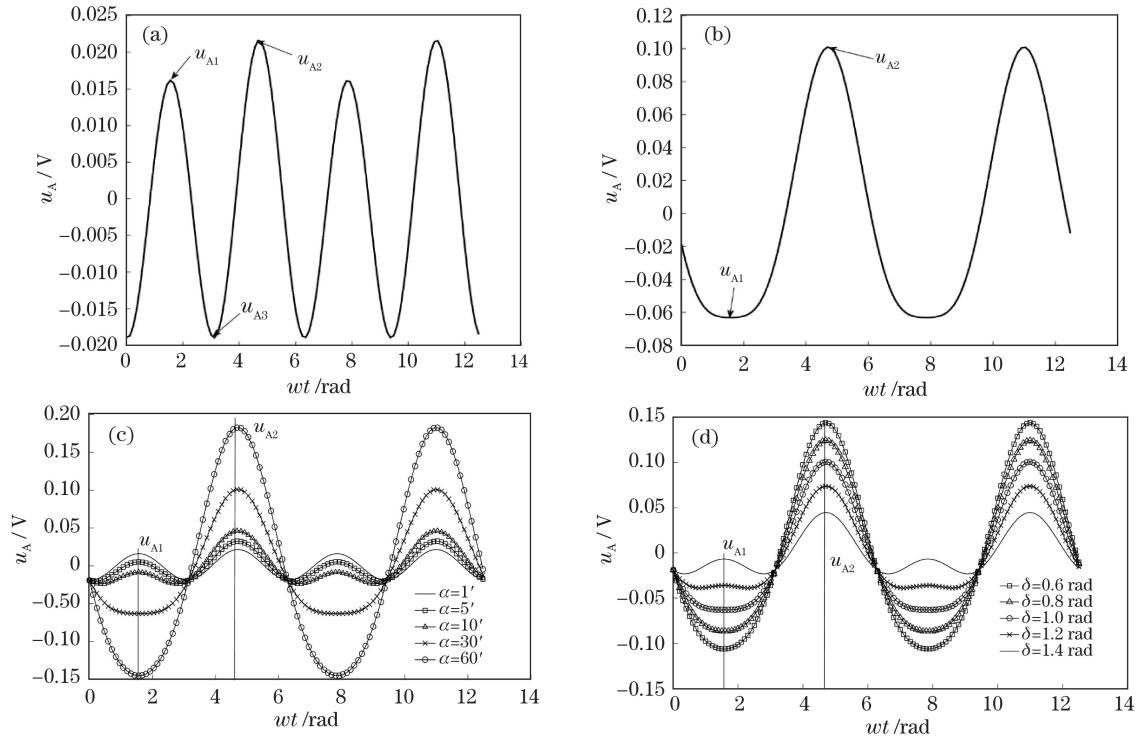 (a)
u_A1
u_A2
u_A3
0.025
0.020
0.015
0.010
0.005
0
−0.005
−0.010
−0.015
−0.020
u_A / V
0 2 4 6 8 10 12 14
wt /rad
(b)
u_A2
u_A1
0.12
0.10
0.08
0.06
0.04
0.02
0
−0.02
−0.04
−0.06
−0.08
u_A / V
0 2 4 6 8 10 12 14
wt /rad
(c)
u_A2
u_A1
0.20
0.15
0.10
0.05
0
−0.50
−0.10
−0.15
u_A / V
α=1′
α=5′
α=10′
α=30′
α=60′
0 2 4 6 8 10 12 14
wt /rad
(d)
u_A1
u_A2
0.15
0.10
0.50
0
−0.50
−0.10
−0.15
u_A / V
δ=0.6 rad
δ=0.8 rad
δ=1.0 rad
δ=1.2 rad
δ=1.4 rad
0 2 4 6 8 10 12 14
wt /rad